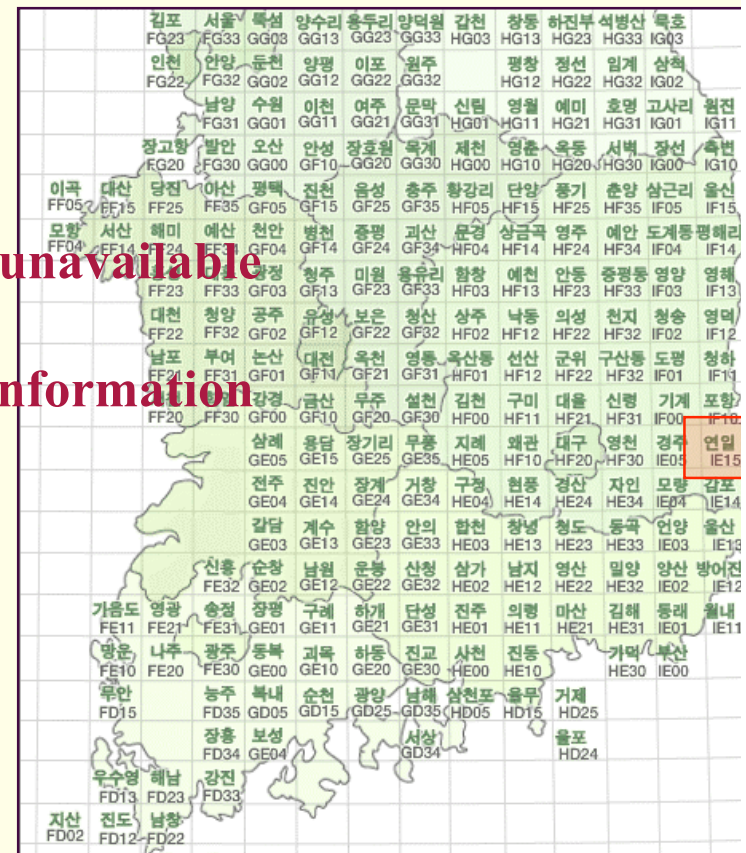 김포 서울 뚝섬 양수리 용두리 양덕원 갑천 창동 하진부 석병산 묵호
FG23 FG33 GG03 GG13 GG23 GG33 HG03 HG13 HG23 HG33 IG03
인천 안양 둔천 양평 이포 원주 평창 정선 임계 삼척
FG22 FG32 GG02 GG12 GG22 GG32 HG12 HG22 HG32 IG02
남양 수원 이천 여주 문막 신림 영월 예미 호명 고사리 원진
FG31 GG01 GG11 GG21 GG31 HG01 HG11 HG21 HG31 IG01 IG11
장고항 발안 오산 안성 장호원 목계 제천 영춘 옥동 서벽 장선 축변
FG20 FG30 GG00 GF10 GG20 GG30 HG00 HG10 HG20 HG30 IG00 IG10
이곡 대산 당진 아산 평택 진천 음성 충주 황강리 단양 풍기 춘양 삼근리 울신
FF05 FF15 FF25 FF35 GF05 GF15 GF25 GF35 HF05 HF15 HF25 HF35 IF05 IF15
모항 서산 해미 예산 천안 병천 증평 괴산 문경 상금곡 영주 예안 도계동 평해리
FF04 FF14 FF24 FF34 GF04 GF14 GF24 GF34 HF04 HF14 HF24 HF34 IF04 IF14
unavailable
광정 청주 미원 용유리 함창 예천 안동 중평동 영양 영해
FF23 FF33 GF03 GF13 GF23 GF33 HF03 HF13 HF23 HF33 IF03 IF13
대천 청양 공주 유성 보은 청산 상주 낙동 의성 천지 청송 영덕
FF22 FF32 GF02 GF12 GF22 GF32 HF02 HF12 HF22 HF32 IF02 IF12
남포 부여 논산 대전 옥천 영동 옥산동 선산 군위 구산동 도평 청하
FF21 FF31 GF01 GF11 GF21 GF31 HF01 HF12 HF22 HF32 IF01 IF11
nformation
강경 금산 무주 설천 김천 구미 대율 신령 기계 포항
FF20 FF30 GF00 GF10 GF20 GF30 HF00 HF11 HF21 HF31 IF00 IF10
삼례 용담 장기리 무풍 지례 왜관 대구 영천 경주 연일
GE05 GE15 GE25 GE35 HE05 HF10 HF20 HF30 IE05 IE15
전주 진안 장계 거창 구정 현풍 경산 자인 모량 감포
GE04 GE14 GE24 GE34 HE04 HE14 HE24 HE34 IE04 IE14
갈담 계수 함양 안의 합천 창녕 청도 동곡 언양 울산
GE03 GE13 GE23 GE33 HE03 HE13 HE23 HE33 IE03 IE13
신흥 순창 남원 운봉 산청 삼가 남지 영산 밀양 양산 방어진
FE32 GE02 GE12 GE22 GE32 HE02 HE12 HE22 HE32 IE02 IE12
가음도 영광 송정 장평 구례 하개 단성 진주 의령 마산 김해 동래 월내
FE11 FE21 FE31 GE01 GE11 GE21 GE31 HE01 HE11 HE21 HE31 IE01 IE11
망운 나주 광주 동복 괴목 하동 진교 사천 진동 가덕 부산
FE10 FE20 FE30 GE00 GE10 GE20 GE30 HE00 HE10 HE30 IE00
무안 능주 복내 순천 광양 남해 삼천포 율무 거제
FD15 FD35 GD05 GD15 GD25 GD35 HD05 HD15 HD25
장흥 보성 서상 율포
FD34 GE04 GD34 HD24
우수영 해남 강진
FD13 FD23 FD33
지산 진도 남창
FD02 FD12 FD22